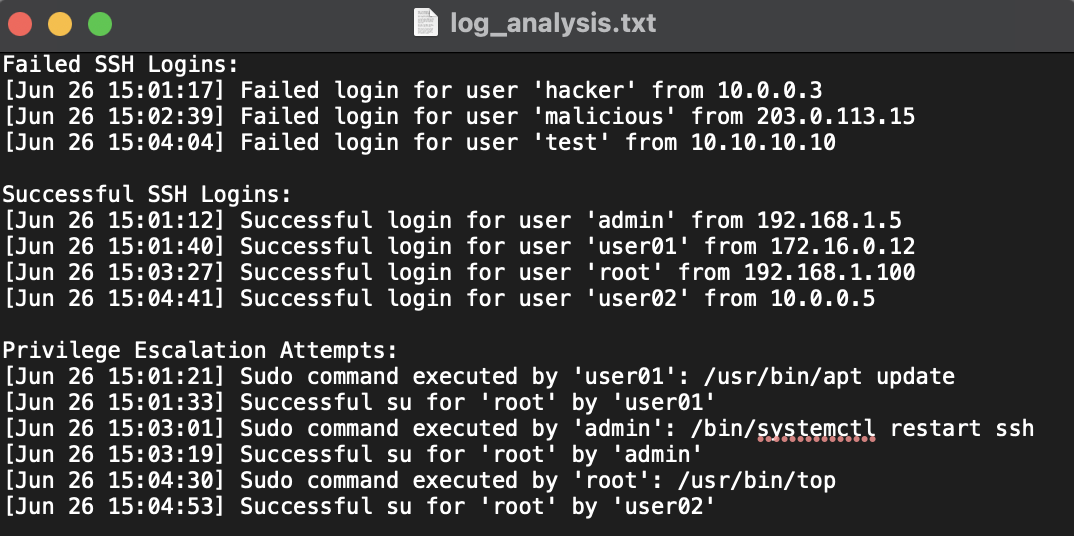 log_analysis.txt
Failed SSH Logins:
[Jun 26 15:01:17] Failed login for user 'hacker' from 10.0.0.3
[Jun 26 15:02:39] Failed login for user 'malicious' from 203.0.113.15
[Jun 26 15:04:04] Failed login for user 'test' from 10.10.10.10

Successful SSH Logins:
[Jun 26 15:01:12] Successful login for user 'admin' from 192.168.1.5
[Jun 26 15:01:40] Successful login for user 'user01' from 172.16.0.12
[Jun 26 15:03:27] Successful login for user 'root' from 192.168.1.100
[Jun 26 15:04:41] Successful login for user 'user02' from 10.0.0.5

Privilege Escalation Attempts:
[Jun 26 15:01:21] Sudo command executed by 'user01': /usr/bin/apt update
[Jun 26 15:01:33] Successful su for 'root' by 'user01'
[Jun 26 15:03:01] Sudo command executed by 'admin': /bin/systemctl restart ssh
[Jun 26 15:03:19] Successful su for 'root' by 'admin'
[Jun 26 15:04:30] Sudo command executed by 'root': /usr/bin/top
[Jun 26 15:04:53] Successful su for 'root' by 'user02'